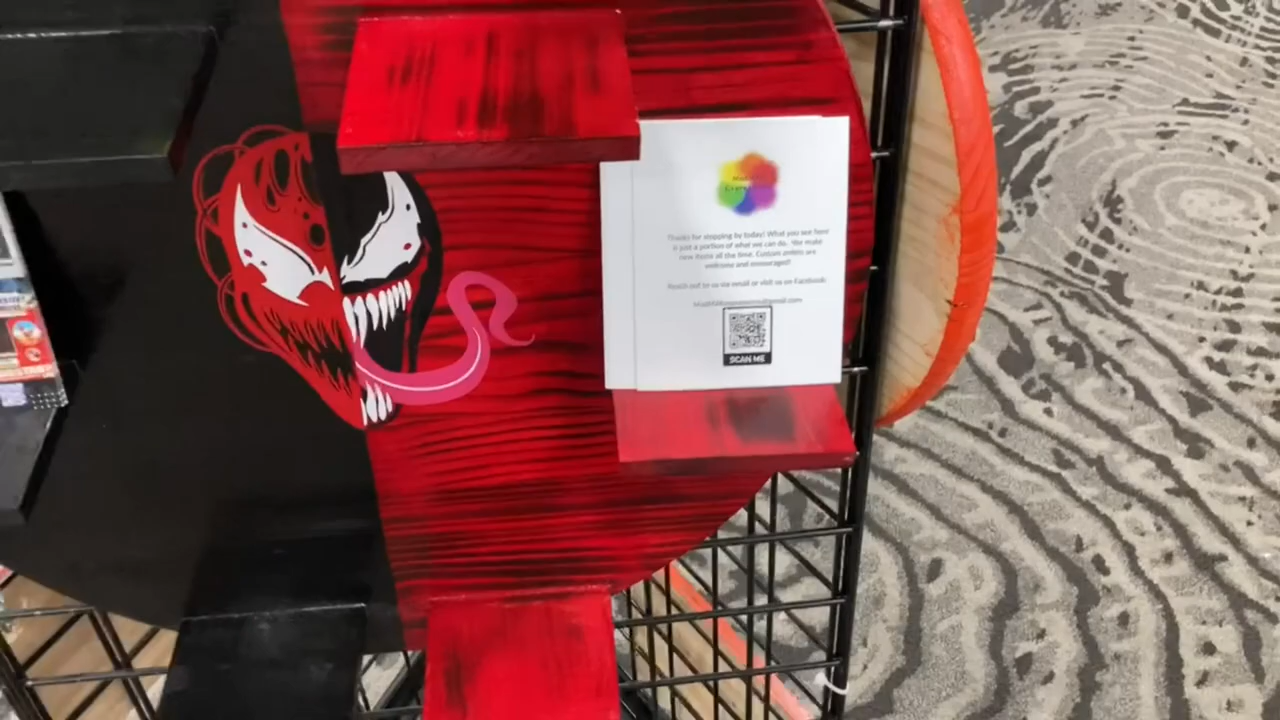 Thanks for stopping by today! What you see here
is just a portion of what we can do. We make
new items all the time. Custom orders are
welcome and encouraged!
Reach out to us via email or visit us on Facebook:
SCAN ME